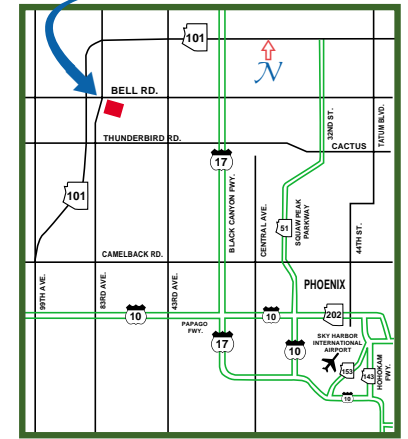 101
N
BELL RD.
THUNDERBIRD RD.
CACTUS
32ND ST.
TATUM BLVD.
17
101
BLACK CANYON FWY.
CENTRAL AVE.
51
SQUAW PEAK
PARKWAY
44TH ST.
CAMELBACK RD.
99TH AVE.
83RD AVE.
43RD AVE.
PHOENIX
10
10
202
PAPAGO
FWY.
17
10
SKY HARBOR
INTERNATIONAL
AIRPORT
153
143
HOHOKAM
FWY.
10